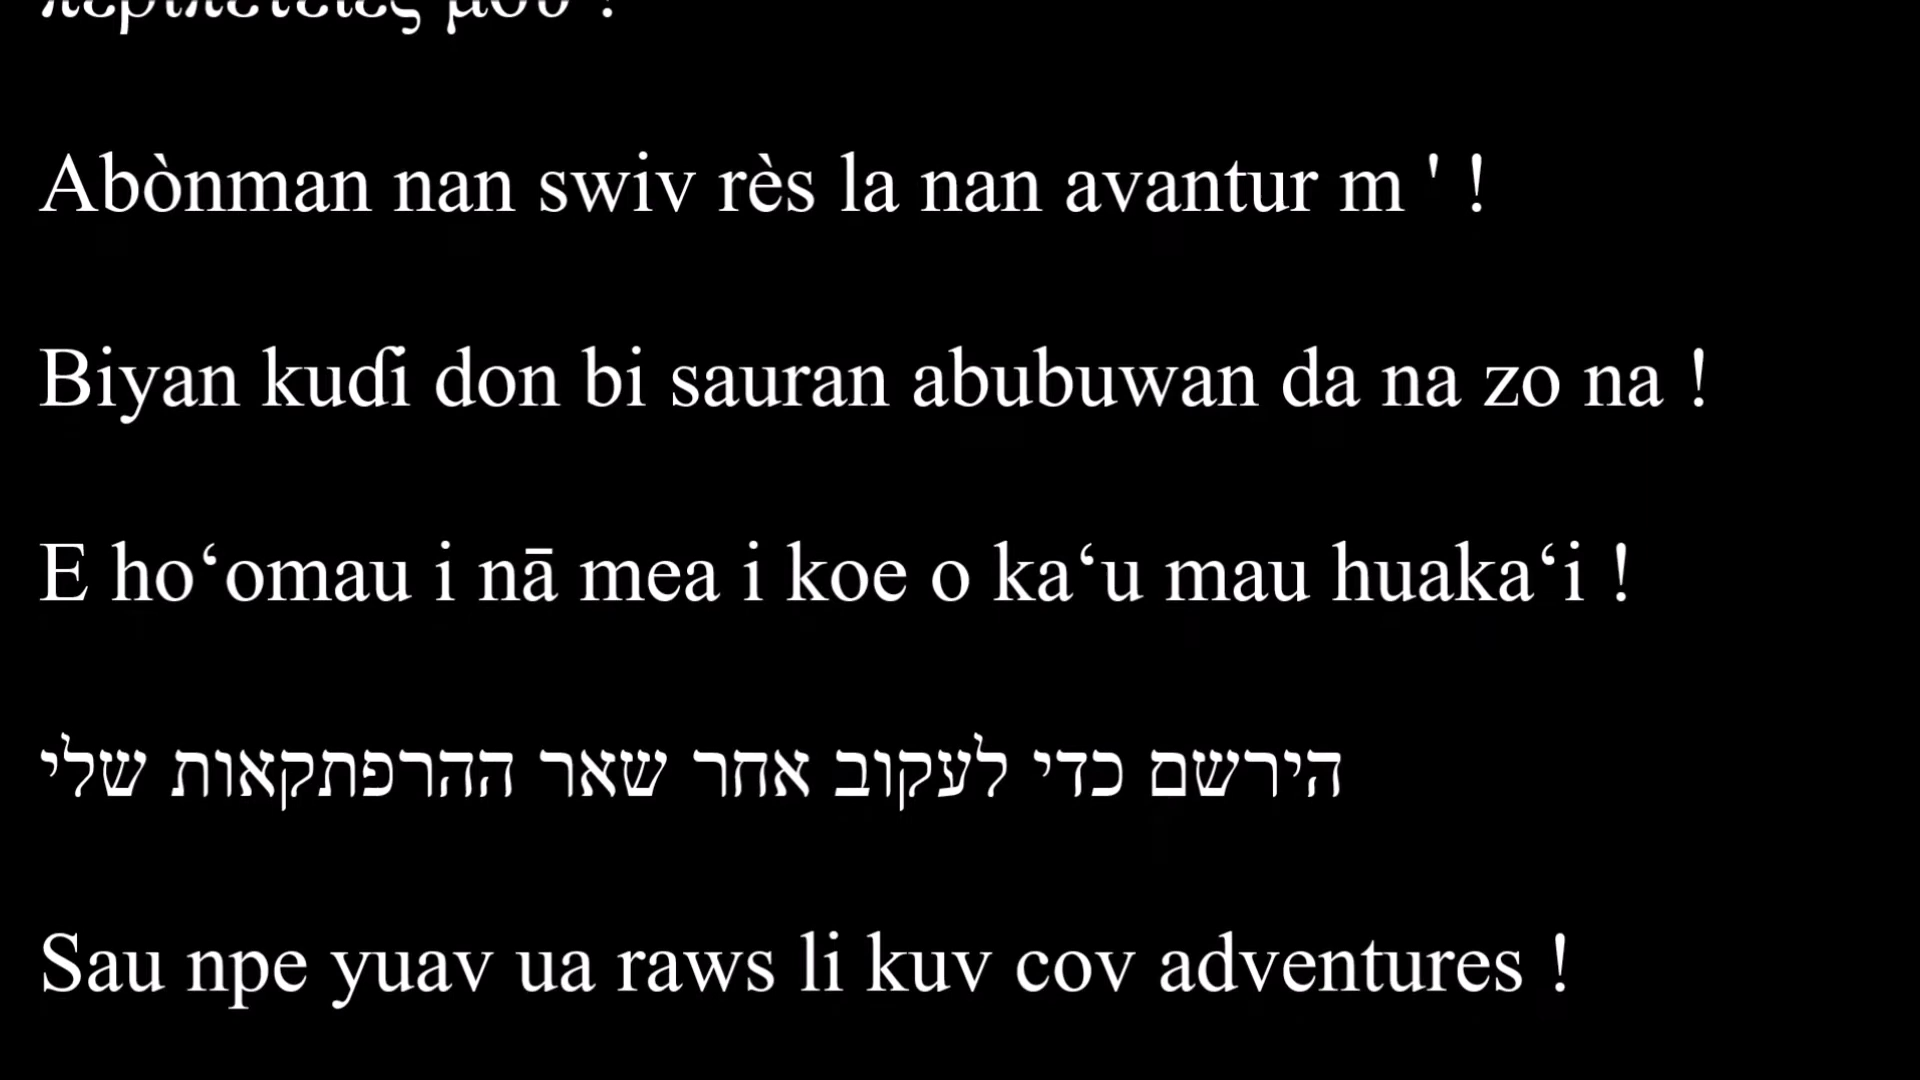 περιπέτειές μου !
Abònman nan swiv rès la nan avantur m ' !
Biyan kuɗi don bi sauran abubuwan da na zo na !
E hoʻomau i nā mea i koe o kaʻu mau huakaʻi !
הירשם כדי לעקוב אחר שאר ההרפתקאות שלי
Sau npe yuav ua raws li kuv cov adventures !